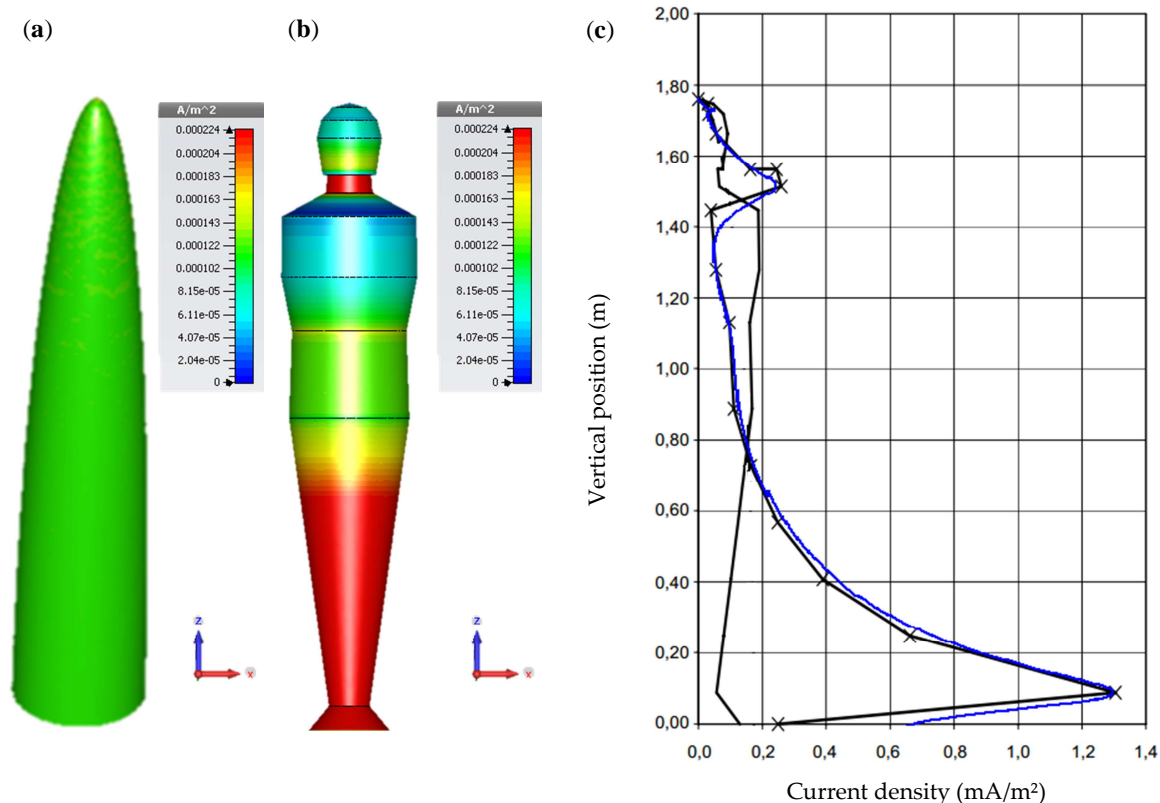 (a)
(b)
(c)
A/m^2
0.000224
0.000204
0.000183
0.000163
0.000143
0.000122
0.000102
8.15e-05
6.11e-05
4.07e-05
2.04e-05
0
z
x
A/m^2
0.000224
0.000204
0.000183
0.000163
0.000143
0.000122
0.000102
8.15e-05
6.11e-05
4.07e-05
2.04e-05
0
z
x
Vertical position (m)
2,00
1,80
1,60
1,40
1,20
1,00
0,80
0,60
0,40
0,20
0,00
0,0 0,2 0,4 0,6 0,8 1,0 1,2 1,4
Current density (mA/m²)